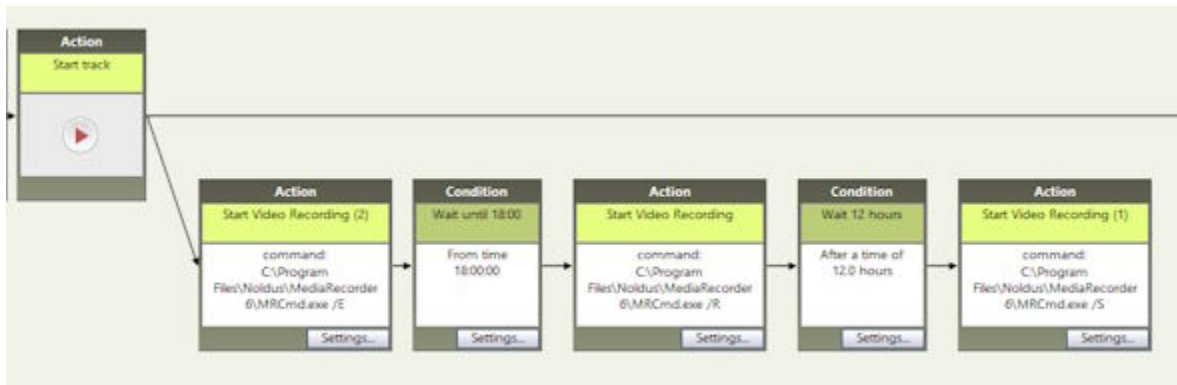 Action
Start track
Action
Start Video Recording (2)
command:
C:\Program
Files\Noldus\MediaRecorder
6\MRCmd.exe /E
Settings...
Condition
Wait until 18:00
From time
18:00:00
Settings...
Action
Start Video Recording
command:
C:\Program
Files\Noldus\MediaRecorder
6\MRCmd.exe /R
Settings...
Condition
Wait 12 hours
After a time of
12.0 hours
Settings...
Action
Start Video Recording (1)
command:
C:\Program
Files\Noldus\MediaRecorder
6\MRCmd.exe /S
Settings...